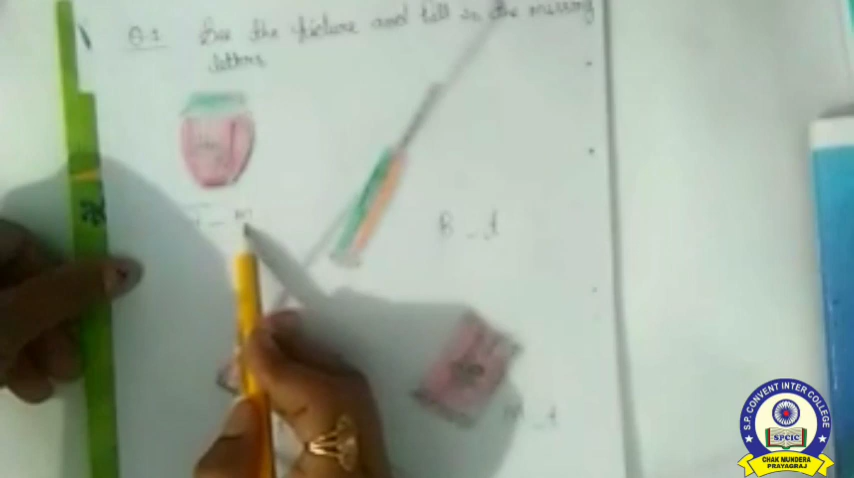 Q.1 See the picture and fill in the missing
letters
J _ m
B _ t
M _ t
S.P. CONVENT INTER COLLEGE
SPCIC
CHAK MUNDERA
PRAYAGRAJ